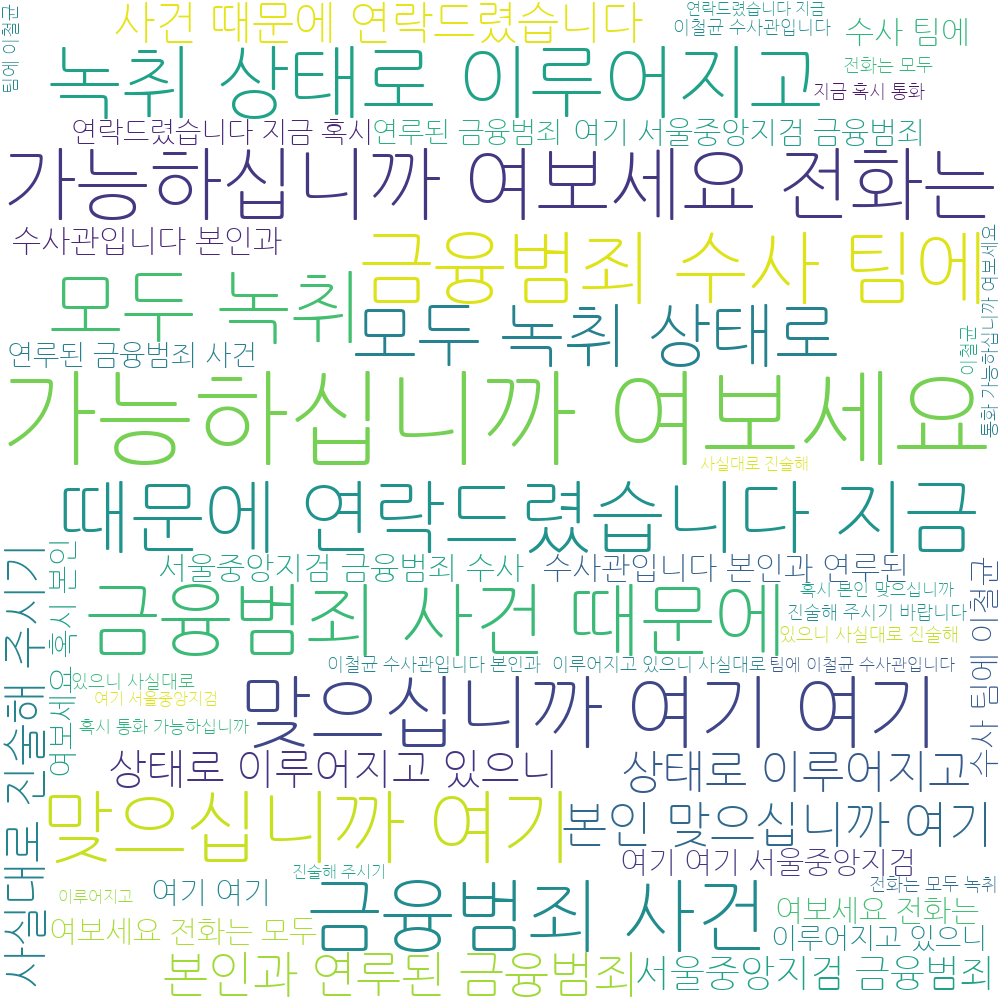 사건 때문에 연락드렸습니다
연락드렸습니다 지금
이철균 수사관입니다
수사 팀에
팀에 이철균
녹취 상태로 이루어지고
전화는 모두
지금 혹시 통화
연락드렸습니다 지금 혹시
연루된 금융범죄
여기 서울중앙지검 금융범죄
가능하십니까 여보세요 전화는
수사관입니다 본인과
금융범죄 수사 팀에
통화 가능하십니까 여보세요
모두 녹취
모두 녹취 상태로
이철균
연루된 금융범죄 사건
가능하십니까 여보세요
사실대로 진술해
때문에 연락드렸습니다 지금
서울중앙지검 금융범죄 수사
수사관입니다 본인과 연루된
혹시 본인
사실대로 진술해 주시기
금융범죄 사건 때문에
혹시 본인 맞으십니까
진술해 주시기 바랍니다
있으니 사실대로 진술해
수사 팀에 이철균
이철균 수사관입니다 본인과
이루어지고 있으니 사실대로
팀에 이철균 수사관입니다
여보세요
있으니 사실대로
여기 서울중앙지검
혹시 통화 가능하십니까
맞으십니까 여기 여기
상태로 이루어지고 있으니
상태로 이루어지고
맞으십니까 여기
본인 맞으십니까 여기
여기 여기 서울중앙지검
진술해 주시기
전화는 모두 녹취
이루어지고
여기 여기
금융범죄 사건
여보세요 전화는
여보세요 전화는 모두
이루어지고 있으니
본인과 연루된 금융범죄
서울중앙지검 금융범죄